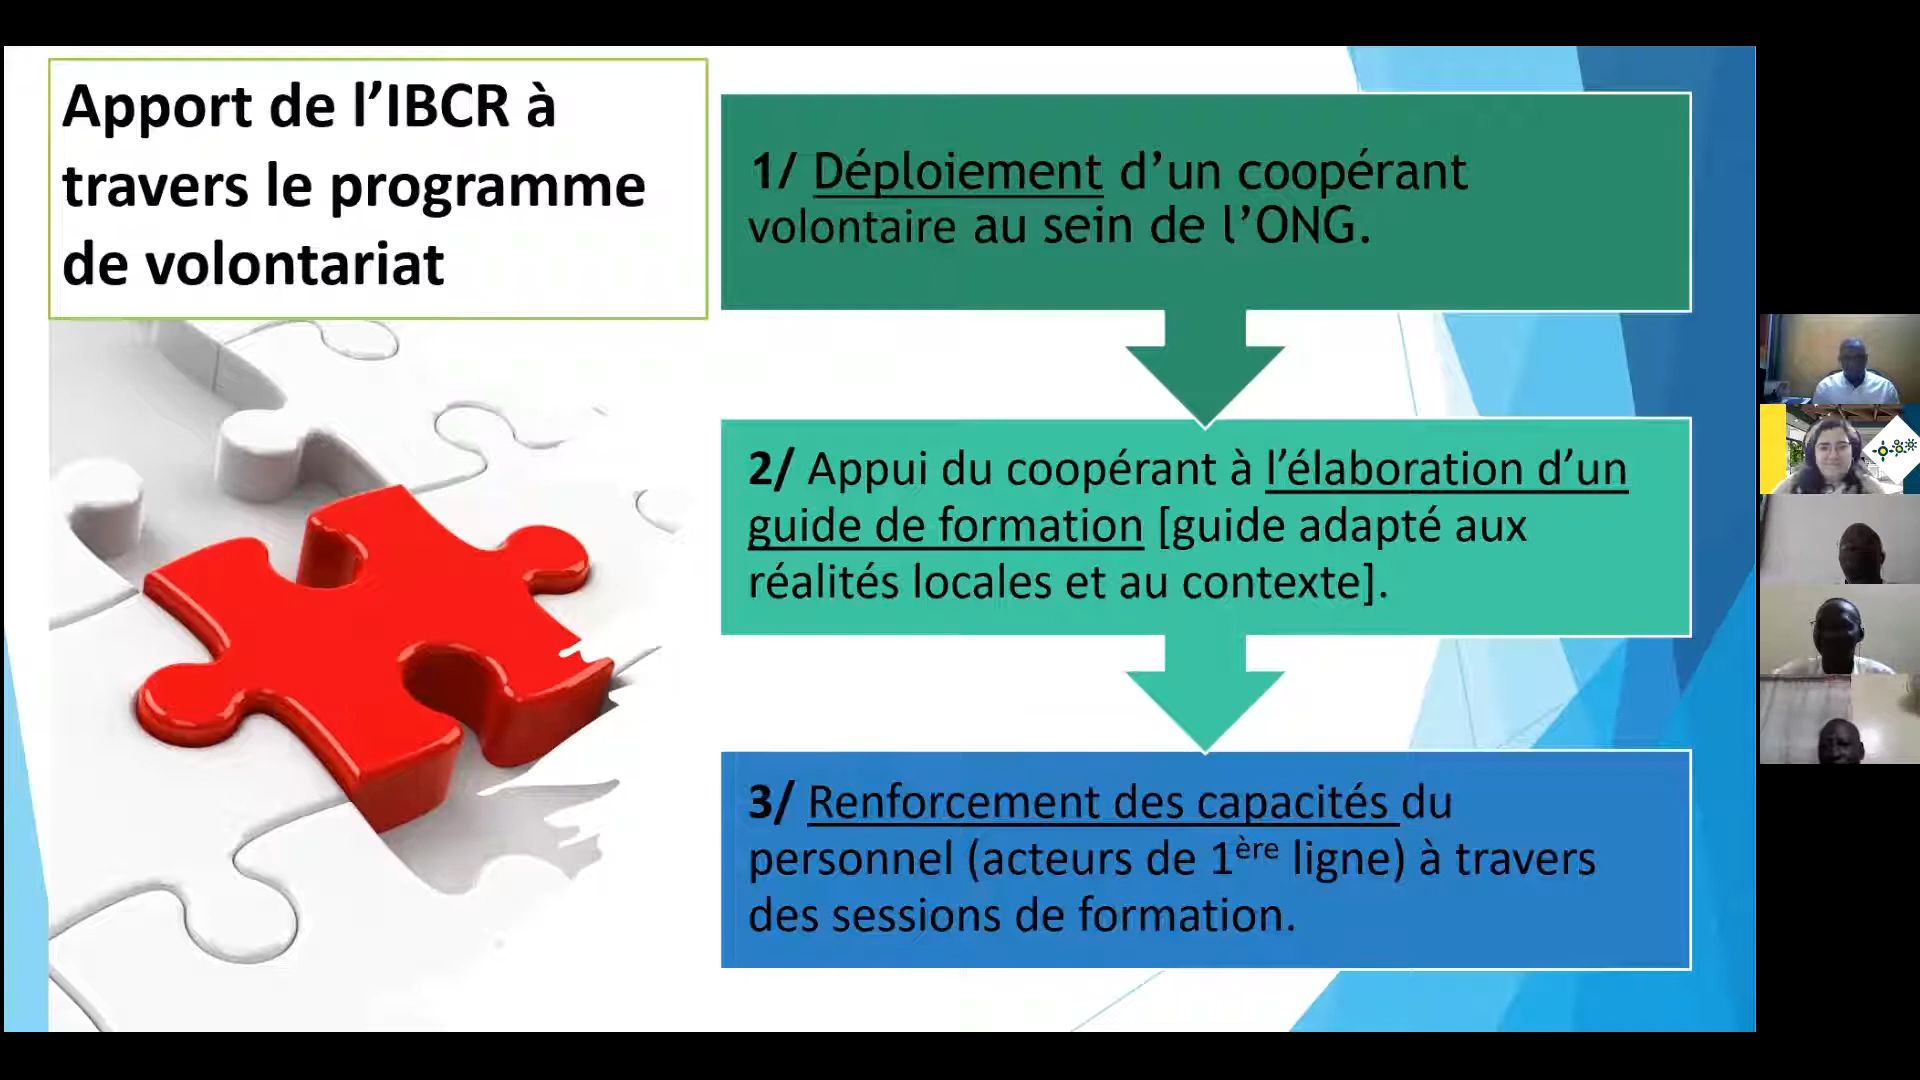 Apport de l’IBCR à
travers le programme
de volontariat
1/ Déploiement d’un coopérant
volontaire au sein de l’ONG.
2/ Appui du coopérant à l’élaboration d’un
guide de formation [guide adapté aux
réalités locales et au contexte].
3/ Renforcement des capacités du
personnel (acteurs de 1ère ligne) à travers
des sessions de formation.